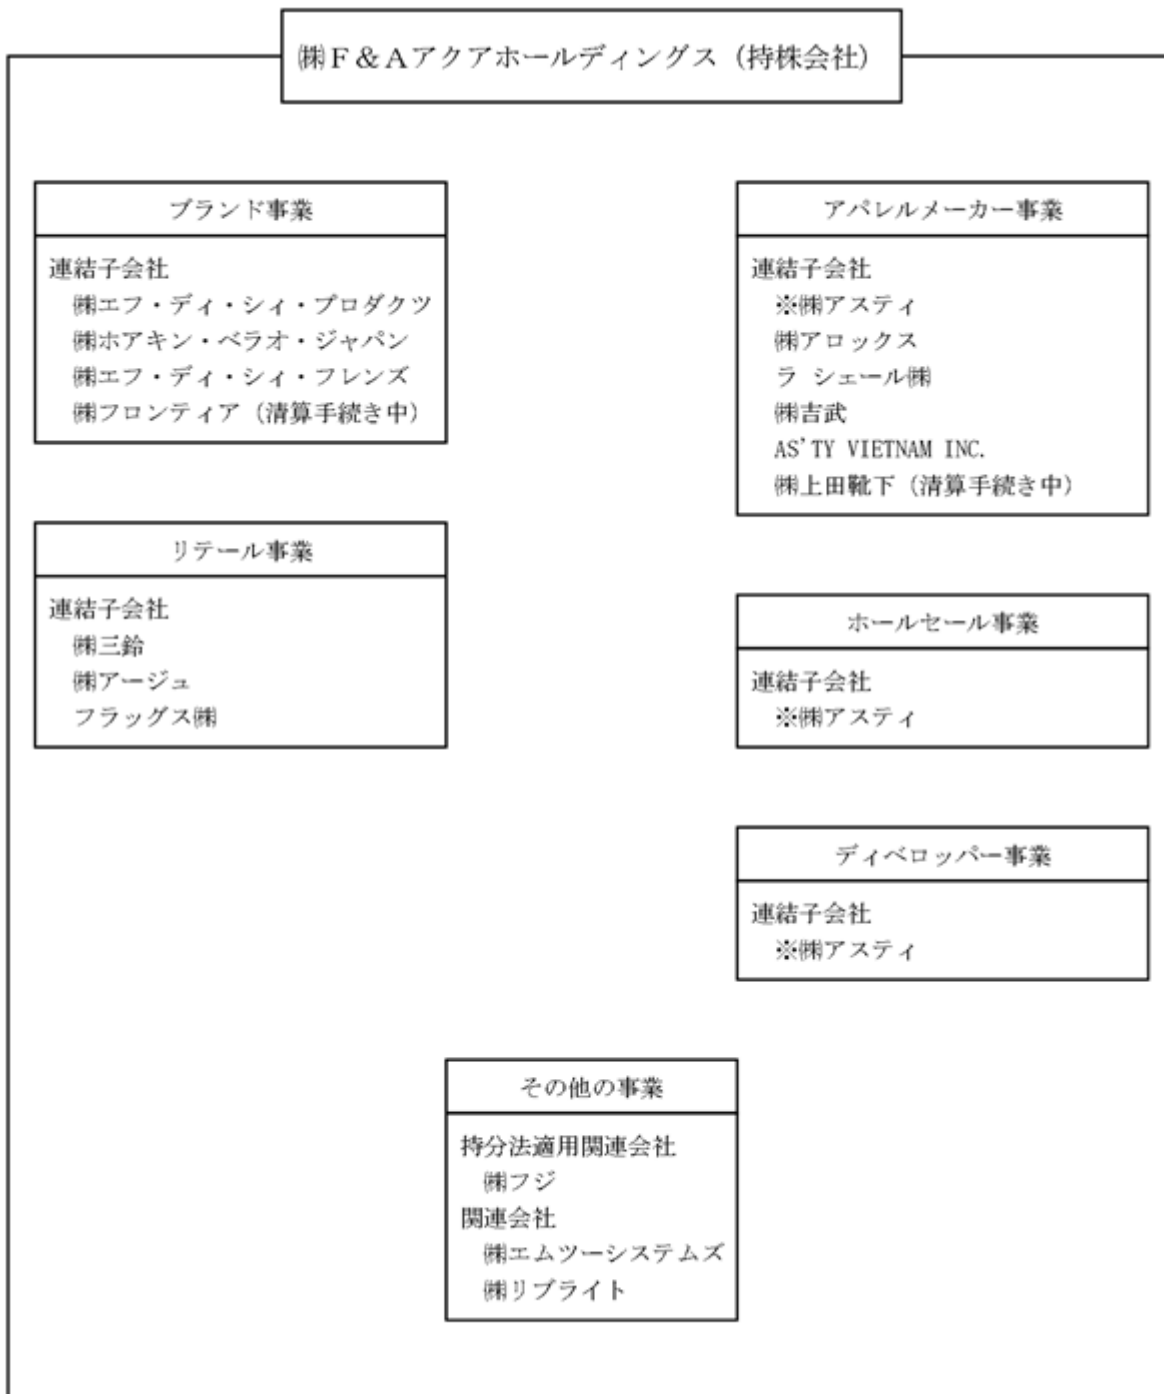 ㈱Ｆ＆Ａアクアホールディングス（持株会社）
ブランド事業
連結子会社
㈱エフ・ディ・シィ・プロダクツ
㈱ホアキン・ベラオ・ジャパン
㈱エフ・ディ・シィ・フレンズ
㈱フロンティア（清算手続き中）
リテール事業
連結子会社
㈱三鈴
㈱アージュ
フラッグス㈱
アパレルメーカー事業
連結子会社
※㈱アスティ
㈱アロックス
ラ シェール㈱
㈱吉武
AS'TY VIETNAM INC.
㈱上田靴下（清算手続き中）
ホールセール事業
連結子会社
※㈱アスティ
ディベロッパー事業
連結子会社
※㈱アスティ
その他の事業
持分法適用関連会社
㈱フジ
関連会社
㈱エムツーシステムズ
㈱リブライト